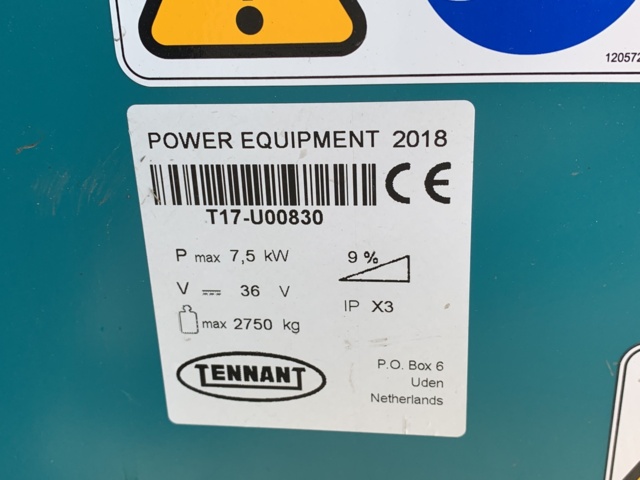 120572
POWER EQUIPMENT 2018
CE
T17-U00830
P max 7,5 kW
9 %
V 36 V
IP X3
max 2750 kg
TENNANT
P.O. Box 6
Uden
Netherlands